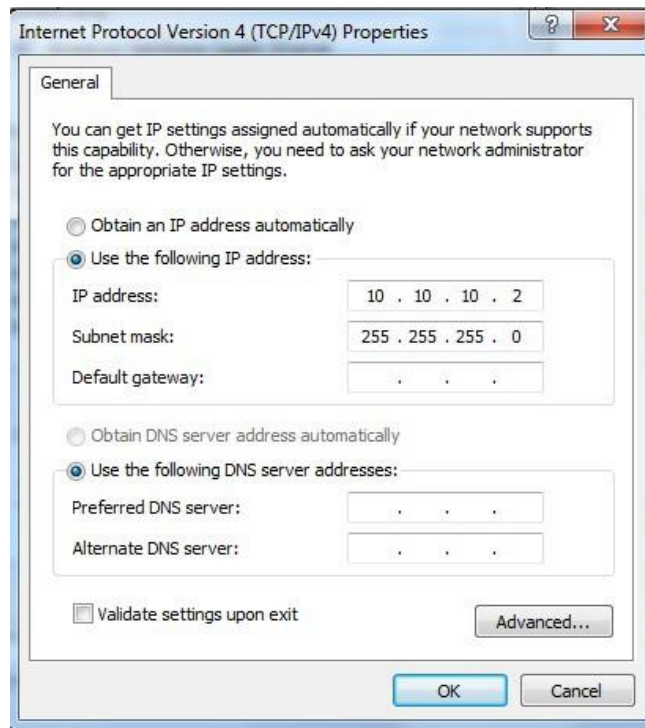 Internet Protocol Version 4 (TCP/IPv4) Properties
General
You can get IP settings assigned automatically if your network supports
this capability. Otherwise, you need to ask your network administrator
for the appropriate IP settings.
Obtain an IP address automatically
Use the following IP address:
IP address: 10 . 10 . 10 . 2
Subnet mask: 255 . 255 . 255 . 0
Default gateway: . . .
Obtain DNS server address automatically
Use the following DNS server addresses:
Preferred DNS server: . . .
Alternate DNS server: . . .
Validate settings upon exit
Advanced...
OK Cancel